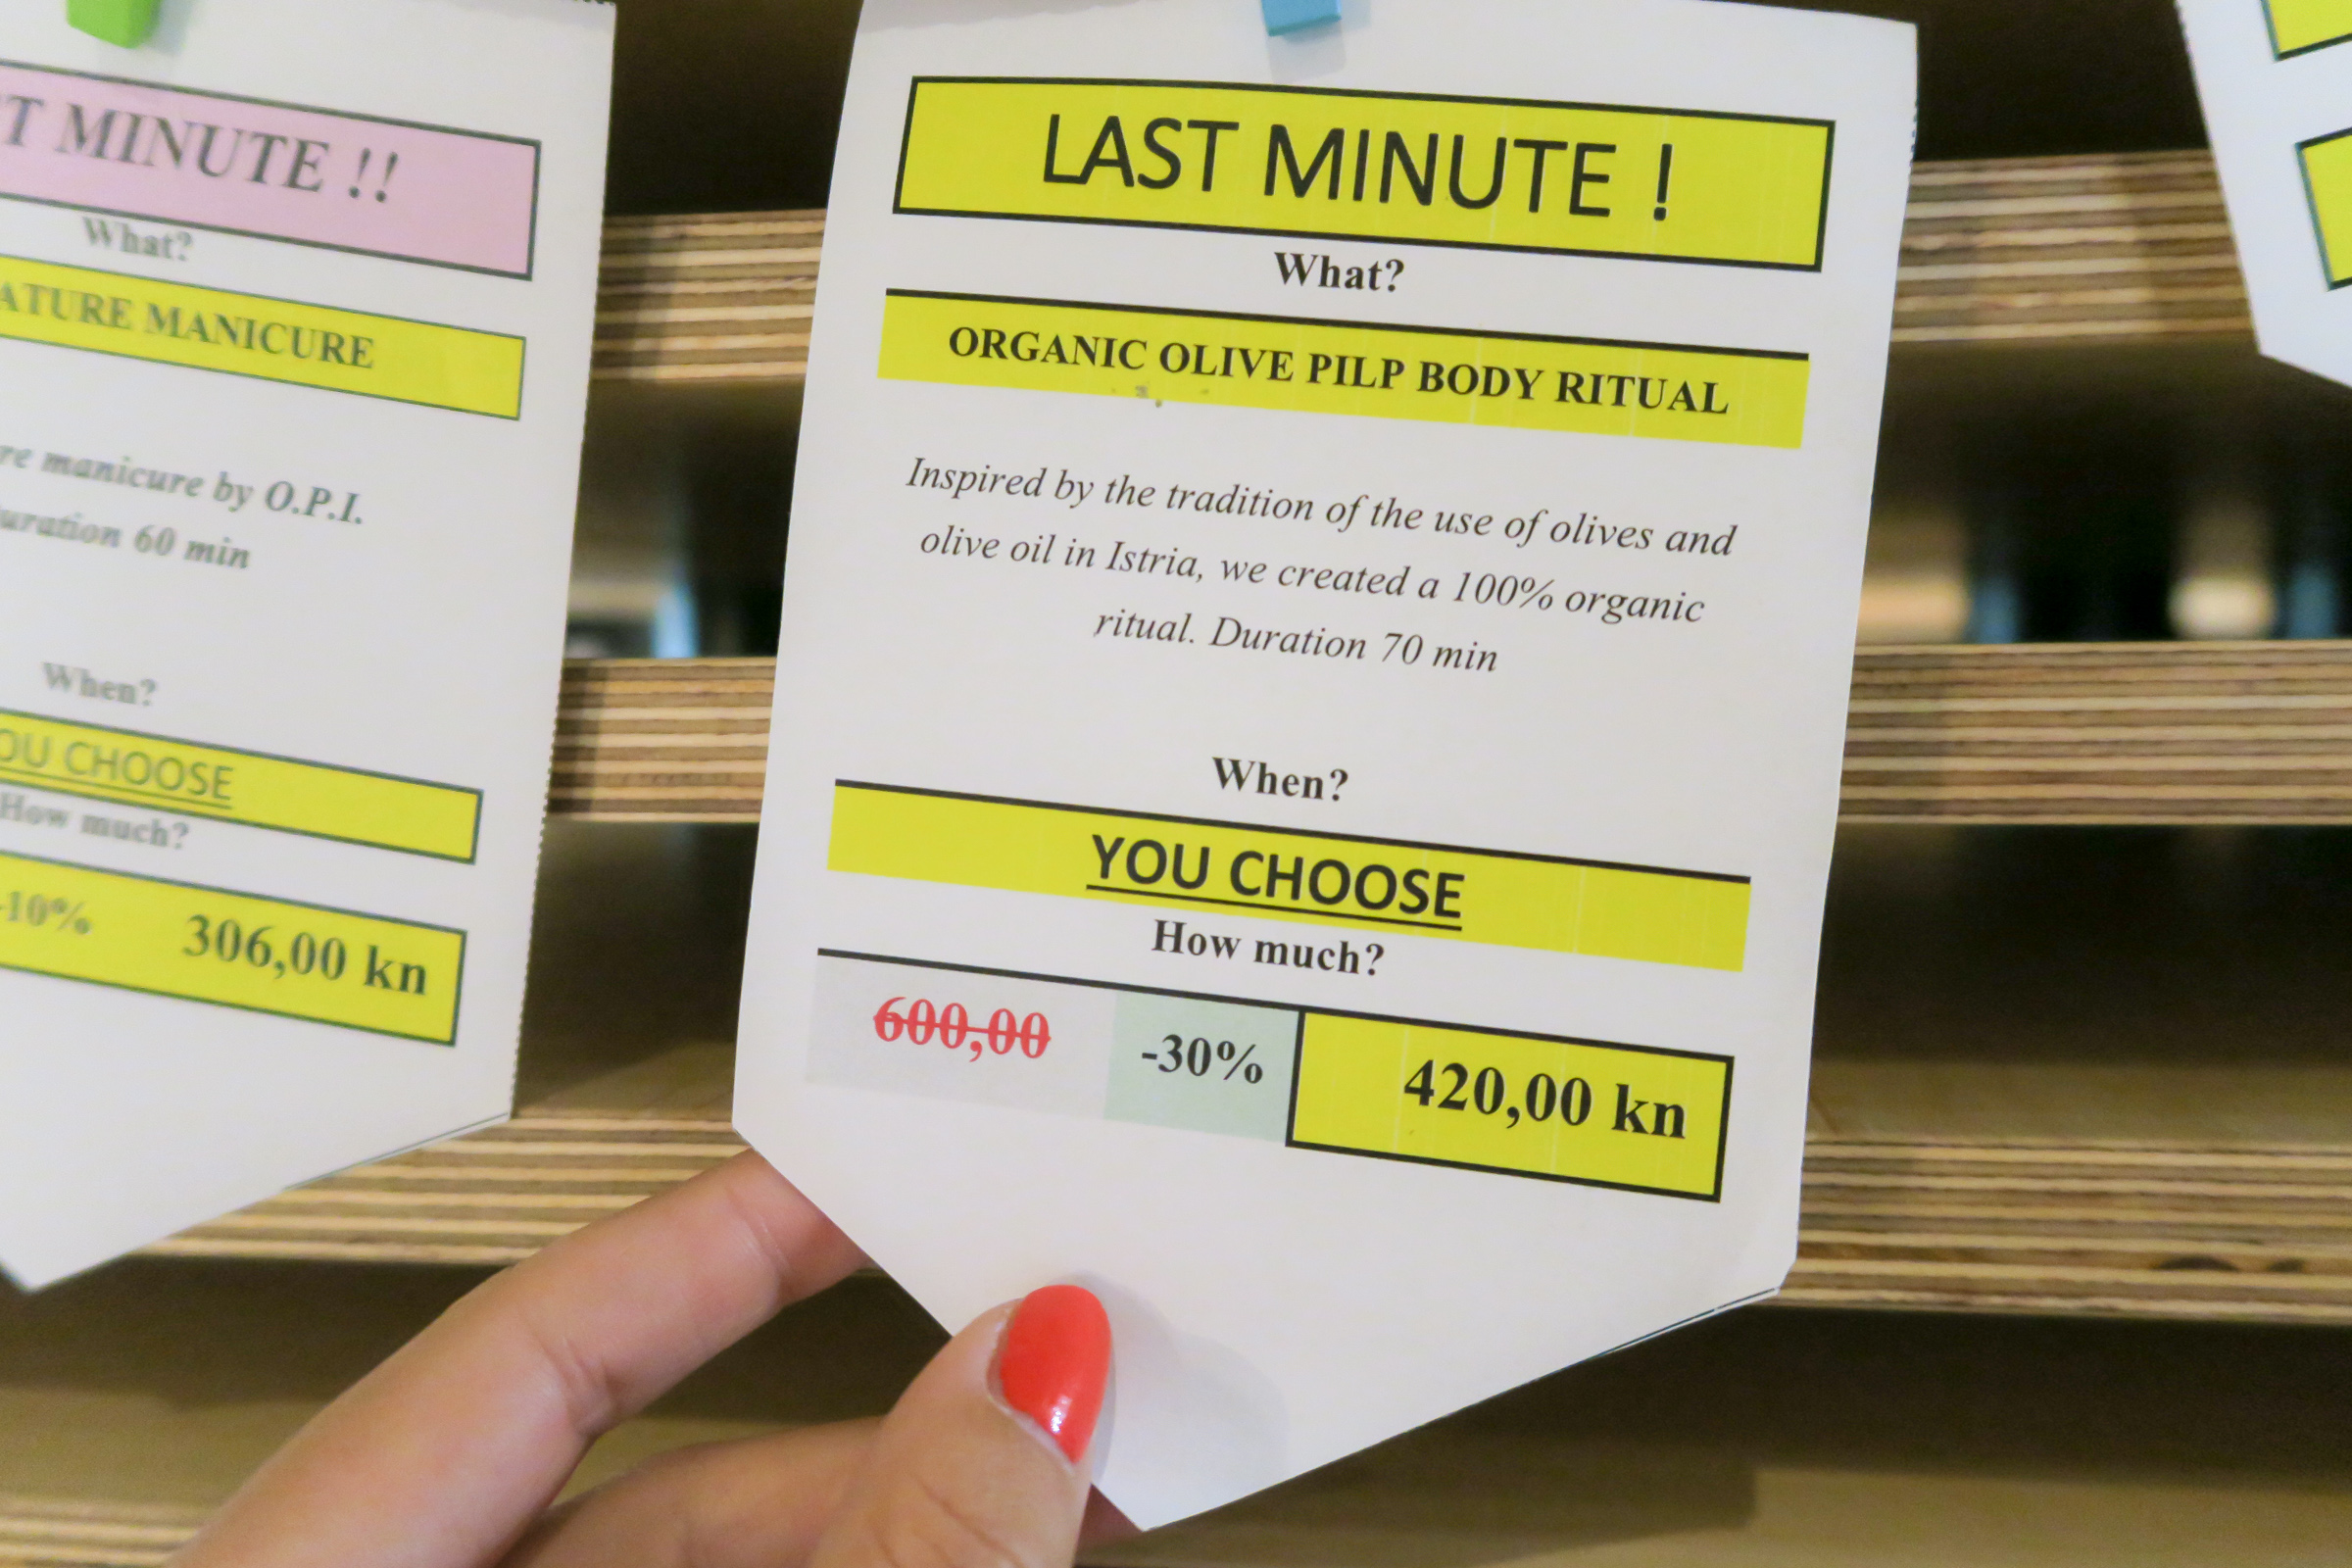 T MINUTE !!
What?
ATURE MANICURE
re manicure by O.P.I.
uration 60 min
When?
OU CHOOSE
How much?
-10% 306,00 kn
LAST MINUTE !
What?
ORGANIC OLIVE PILP BODY RITUAL
Inspired by the tradition of the use of olives and
olive oil in Istria, we created a 100% organic
ritual. Duration 70 min
When?
YOU CHOOSE
How much?
600,00 -30% 420,00 kn